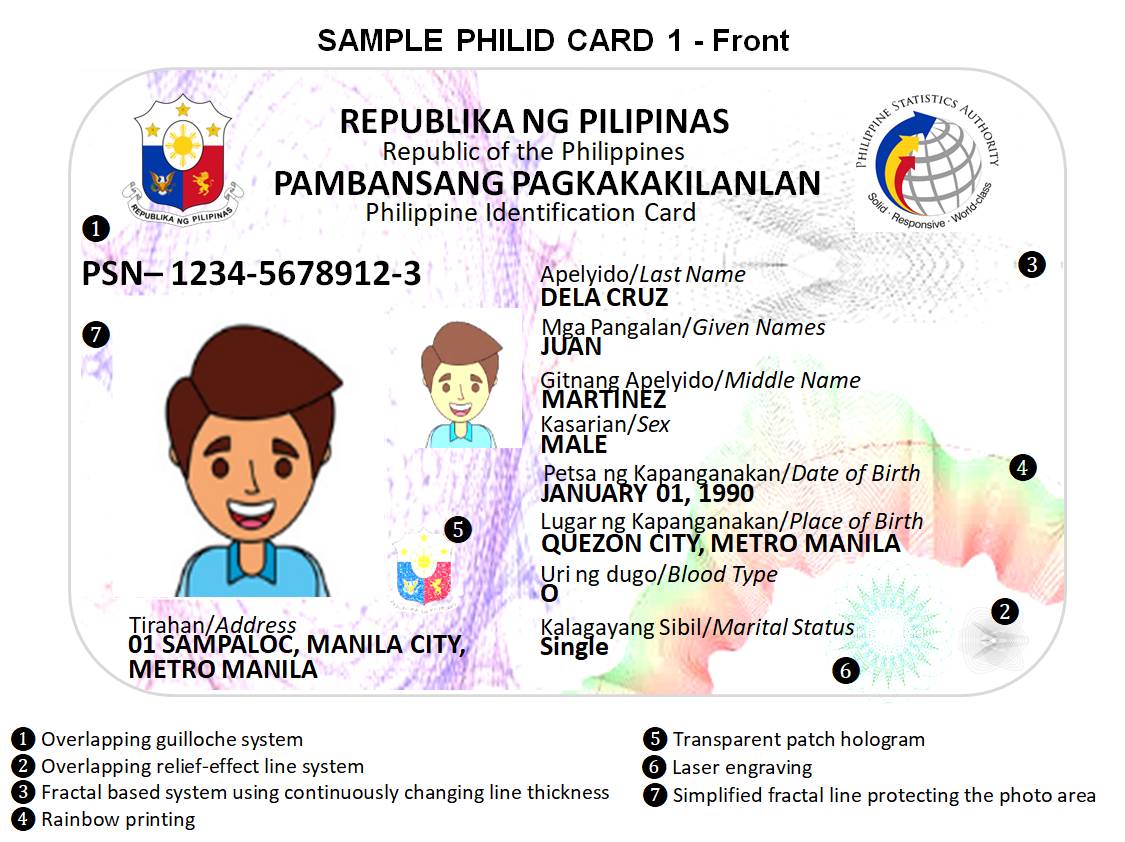 SAMPLE PHILID CARD 1 - Front
REPUBLIKA NG PILIPINAS
Republic of the Philippines
PAMBANSANG PAGKAKAKILANLAN
Philippine Identification Card
REPUBLIKA NG PILIPINAS
PHILIPPINE STATISTICS AUTHORITY
Solid · Responsive · World-class
1
PSN– 1234-5678912-3
3
7
Apelyido/Last Name
DELA CRUZ
Mga Pangalan/Given Names
JUAN
Gitnang Apelyido/Middle Name
MARTINEZ
Kasarian/Sex
MALE
4
Petsa ng Kapanganakan/Date of Birth
JANUARY 01, 1990
Lugar ng Kapanganakan/Place of Birth
QUEZON CITY, METRO MANILA
5
Uri ng dugo/Blood Type
O
2
Kalagayang Sibil/Marital Status
Single
6
Tirahan/Address
01 SAMPALOC, MANILA CITY,
METRO MANILA
1 Overlapping guilloche system
2 Overlapping relief-effect line system
3 Fractal based system using continuously changing line thickness
4 Rainbow printing
5 Transparent patch hologram
6 Laser engraving
7 Simplified fractal line protecting the photo area